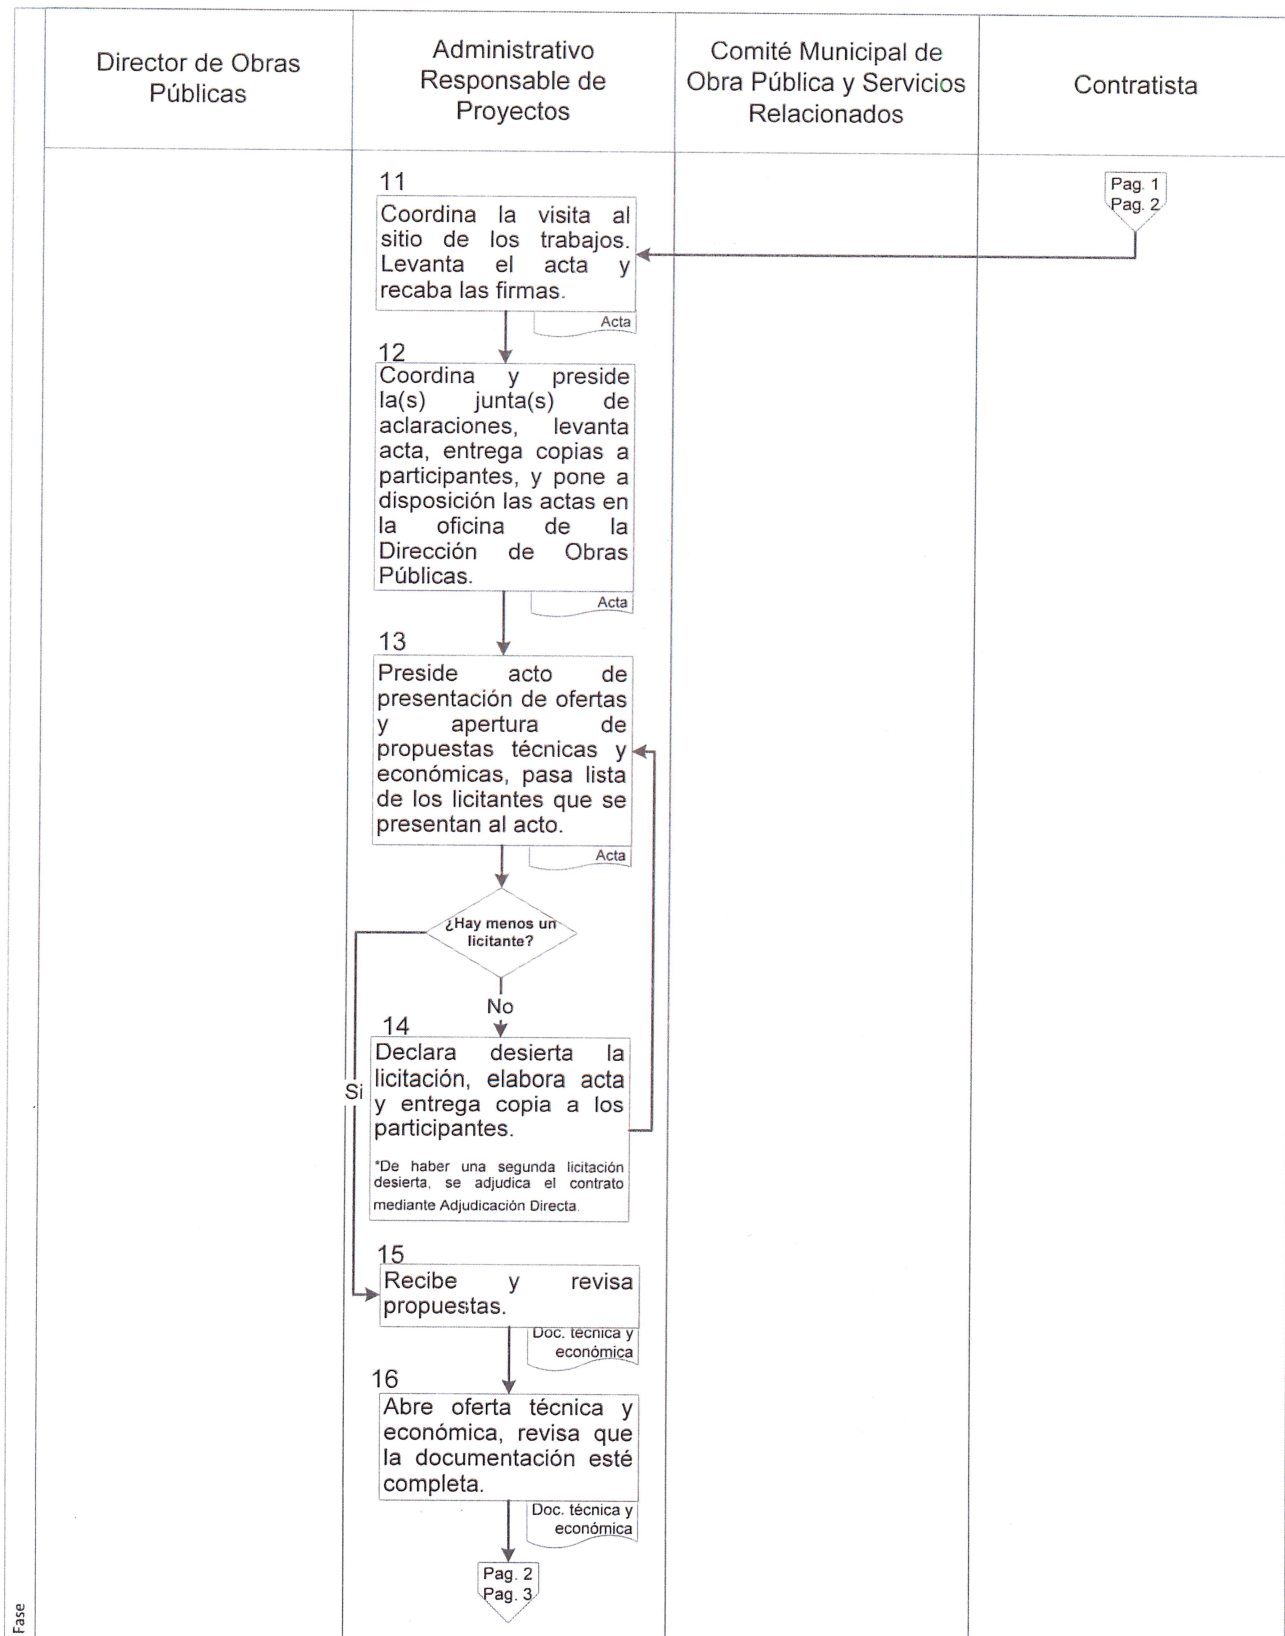 Director de Obras
Públicas
Administrativo
Responsable de
Proyectos
Comité Municipal de
Obra Pública y Servicios
Relacionados
Contratista
Pag. 1
Pag. 2
11
Coordina la visita al
sitio de los trabajos.
Levanta el acta y
recaba las firmas.
Acta
12
Coordina y preside
la(s) junta(s) de
aclaraciones, levanta
acta, entrega copias a
participantes, y pone a
disposición las actas en
la oficina de la
Dirección de Obras
Públicas.
Acta
13
Preside acto de
presentación de ofertas
y apertura de
propuestas técnicas y
económicas, pasa lista
de los licitantes que se
presentan al acto.
Acta
¿Hay menos un
licitante?
No
Si
14
Declara desierta la
licitación, elabora acta
y entrega copia a los
participantes.
*De haber una segunda licitación
desierta, se adjudica el contrato
mediante Adjudicación Directa.
15
Recibe y revisa
propuestas.
Doc. técnica y
económica
16
Abre oferta técnica y
económica, revisa que
la documentación esté
completa.
Doc. técnica y
económica
Pag. 2
Pag. 3
Fase